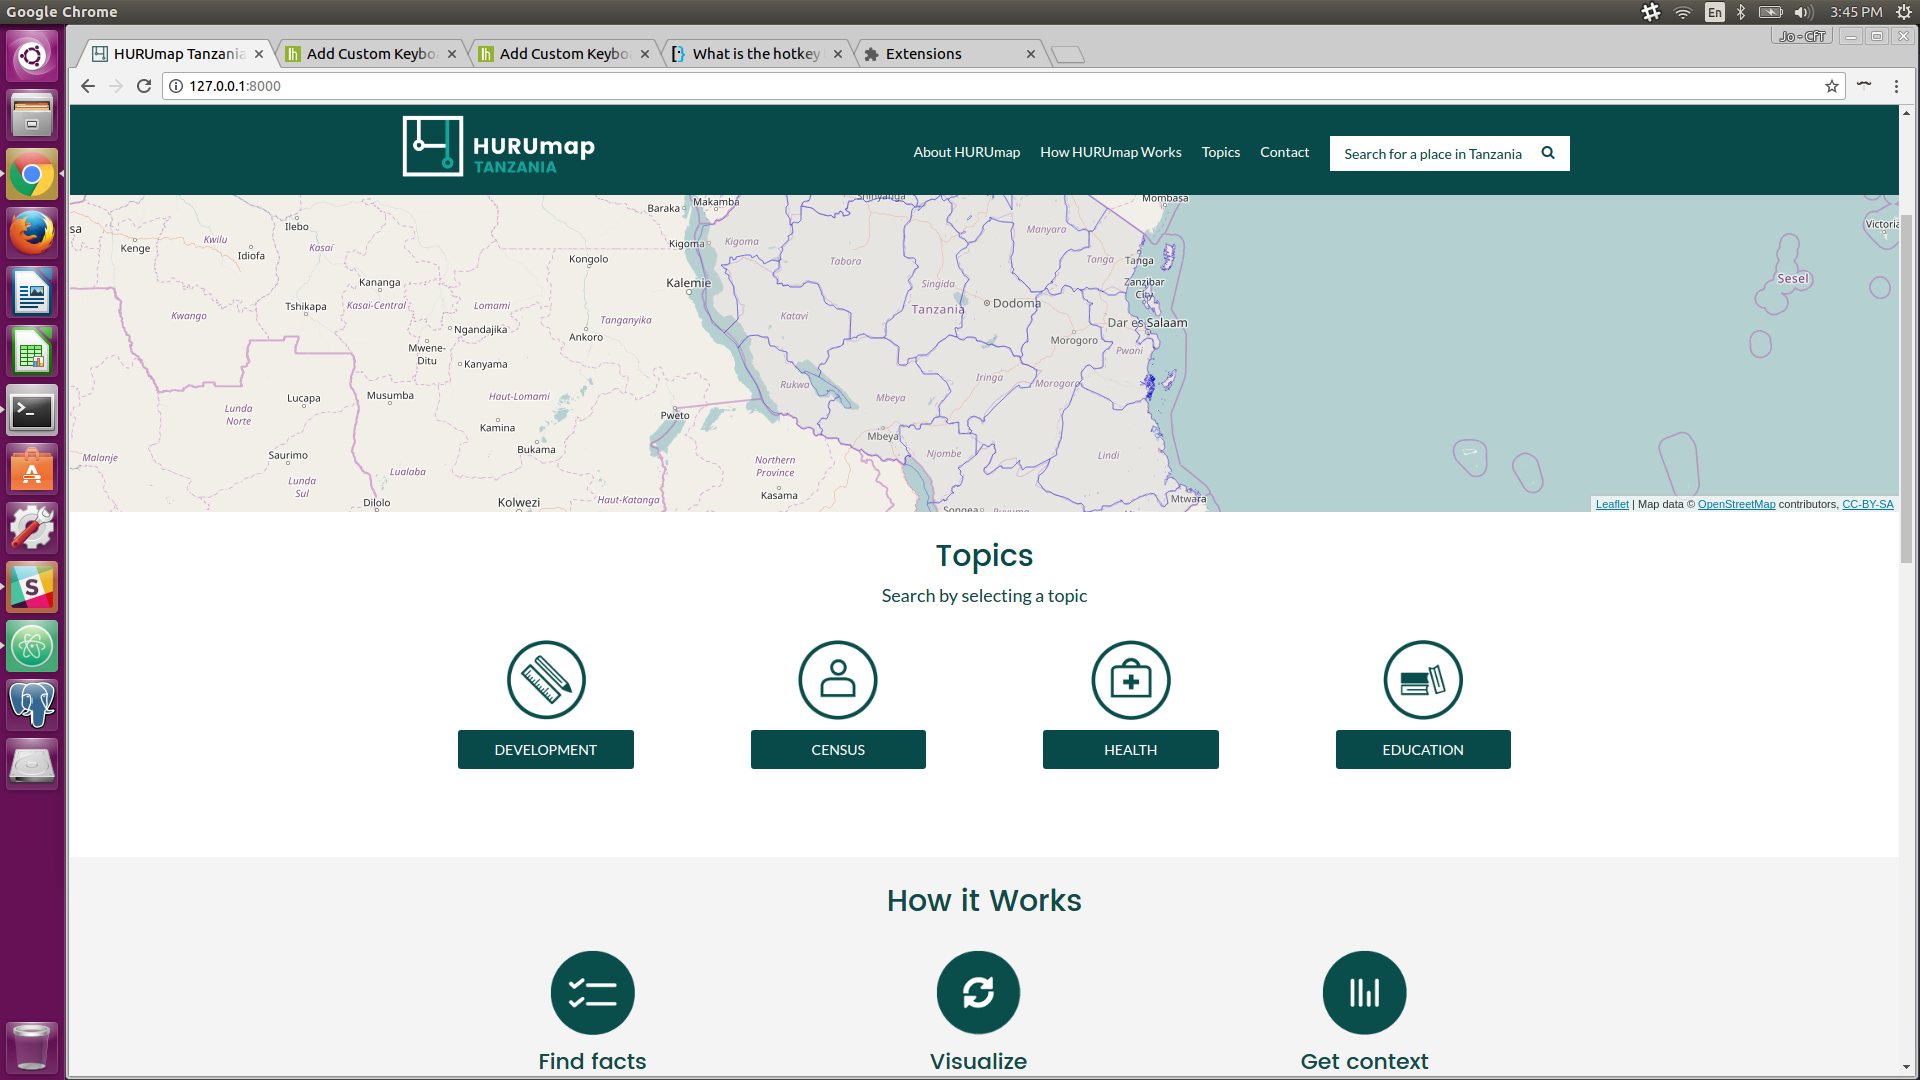 Google Chrome
En
3:45 PM
Jo - CfT
HURUmap Tanzania
Add Custom Keybo
Add Custom Keybo
What is the hotkey
Extensions
127.0.0.1:8000
HURUmap
TANZANIA
About HURUmap
How HURUmap Works
Topics
Contact
Search for a place in Tanzania
Makamba
Shinyanga
Mombasa
Baraka
sa
Ilebo
Victoria
Kenge
Kwilu
Kasai
Kigoma
Kigoma
Manyara
Idiofa
Kongolo
Tabora
Tanga
Tanga
Kananga
Kalemie
Singida
Zanzibar
City
Sesel
Tshikapa
Kasai-Central
Lomami
Tanzania
Dodoma
Kwango
Tanganyika
Katavi
Dar es Salaam
Ngandajika
Ankoro
Morogoro
Mwene-
Ditu
Pwani
Kanyama
Rukwa
Iringa
Morogoro
Lucapa
Musumba
Haut-Lomami
Mbeya
Lunda
Norte
Pweto
Kamina
Mbeya
Bukama
Saurimo
Njombe
Lindi
Malanje
Lualaba
Northern
Province
Lunda
Sul
Kasama
Dilolo
Kolwezi
Haut-Katanga
Mtwara
Songea
Ruvuma
Leaflet | Map data © OpenStreetMap contributors, CC-BY-SA
Topics
Search by selecting a topic
DEVELOPMENT
CENSUS
HEALTH
EDUCATION
How it Works
Find facts
Visualize
Get context